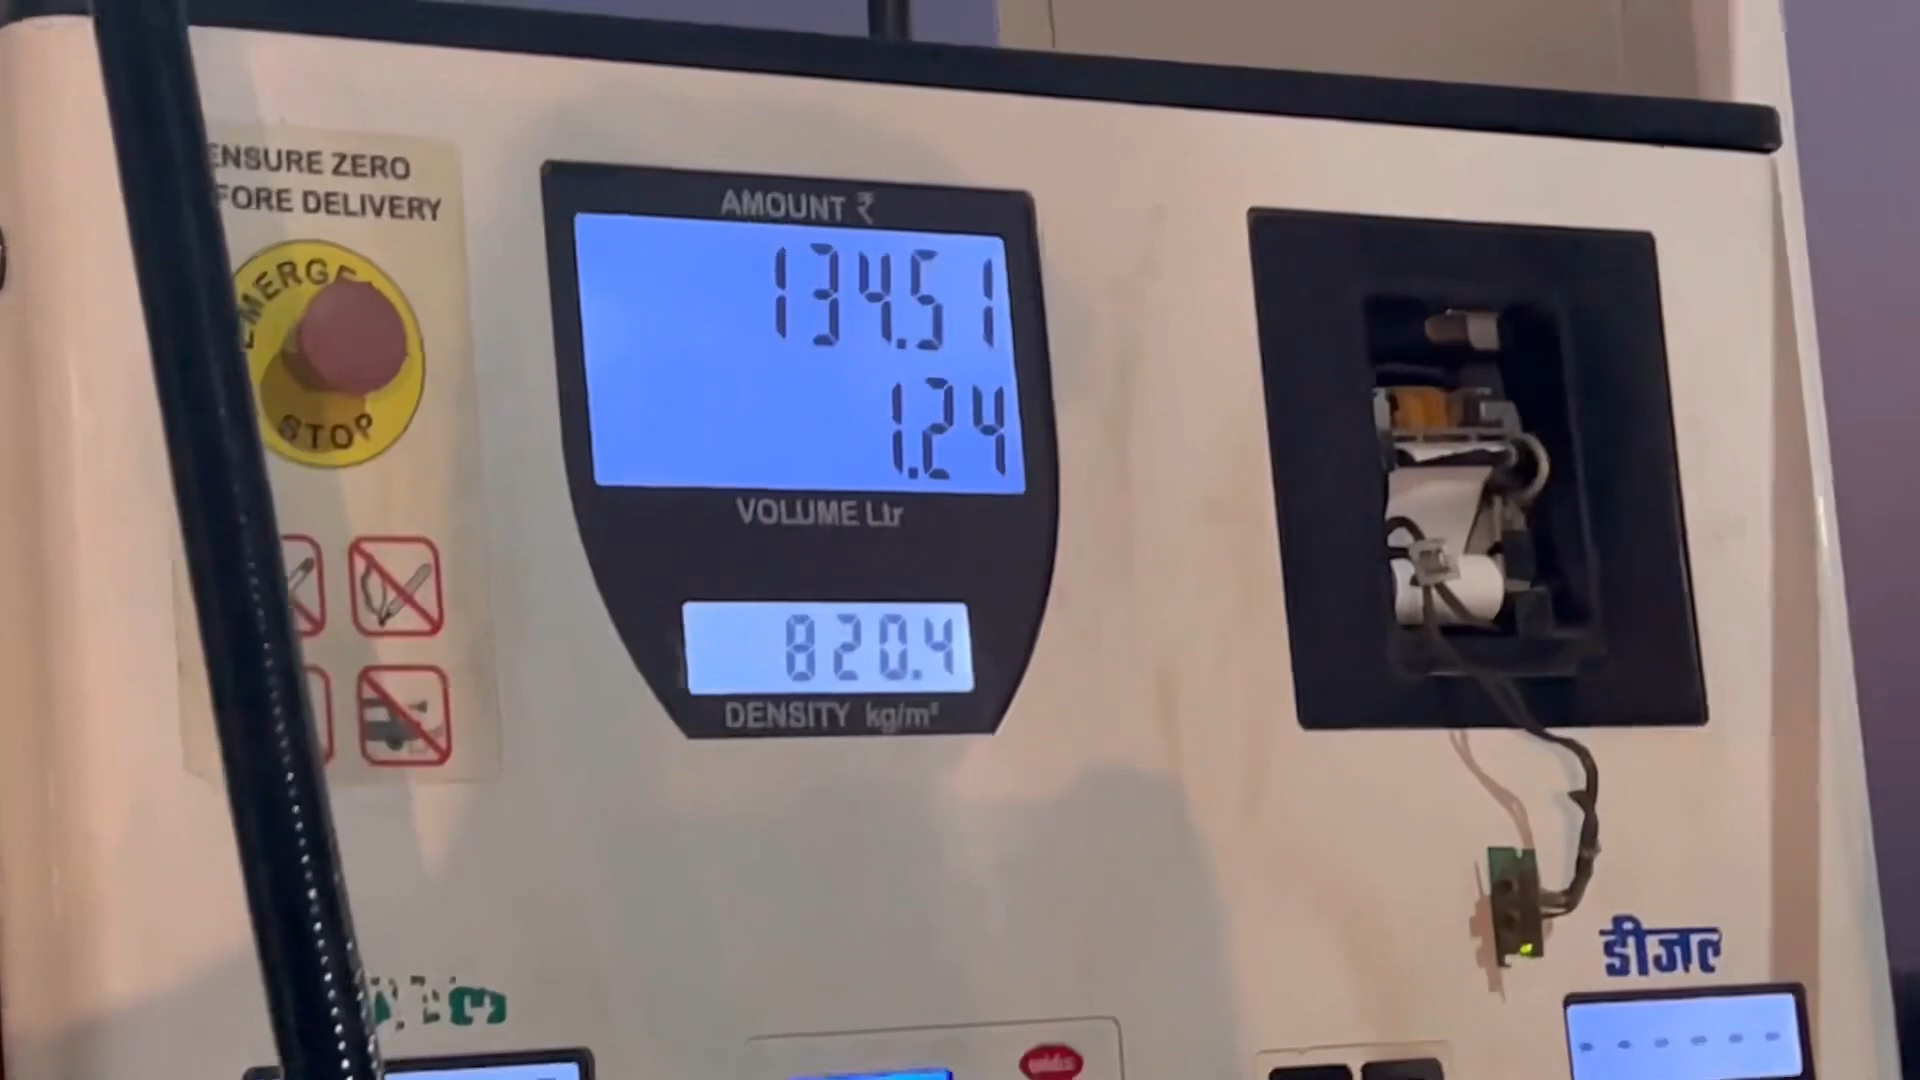 ENSURE ZERO
FORE DELIVERY
EMERGE
STOP
AMOUNT ₹
134.51
1.24
VOLUME Ltr
820.4
DENSITY kg/m³
डीजल
- - - - - -